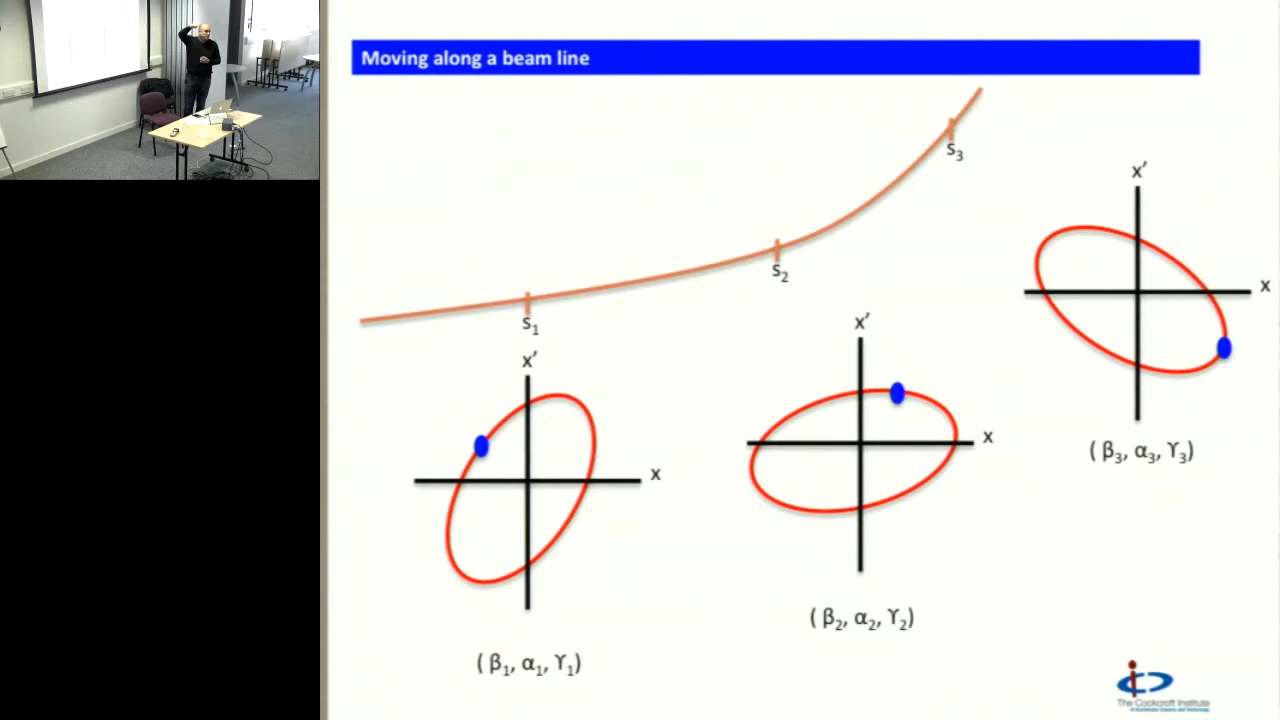 Moving along a beam line
s₃
x’
s₂
x
s₁
x’
x’
x
x
( β₃, α₃, ϒ₃)
( β₂, α₂, ϒ₂)
( β₁, α₁, ϒ₁)
The Cockcroft Institute